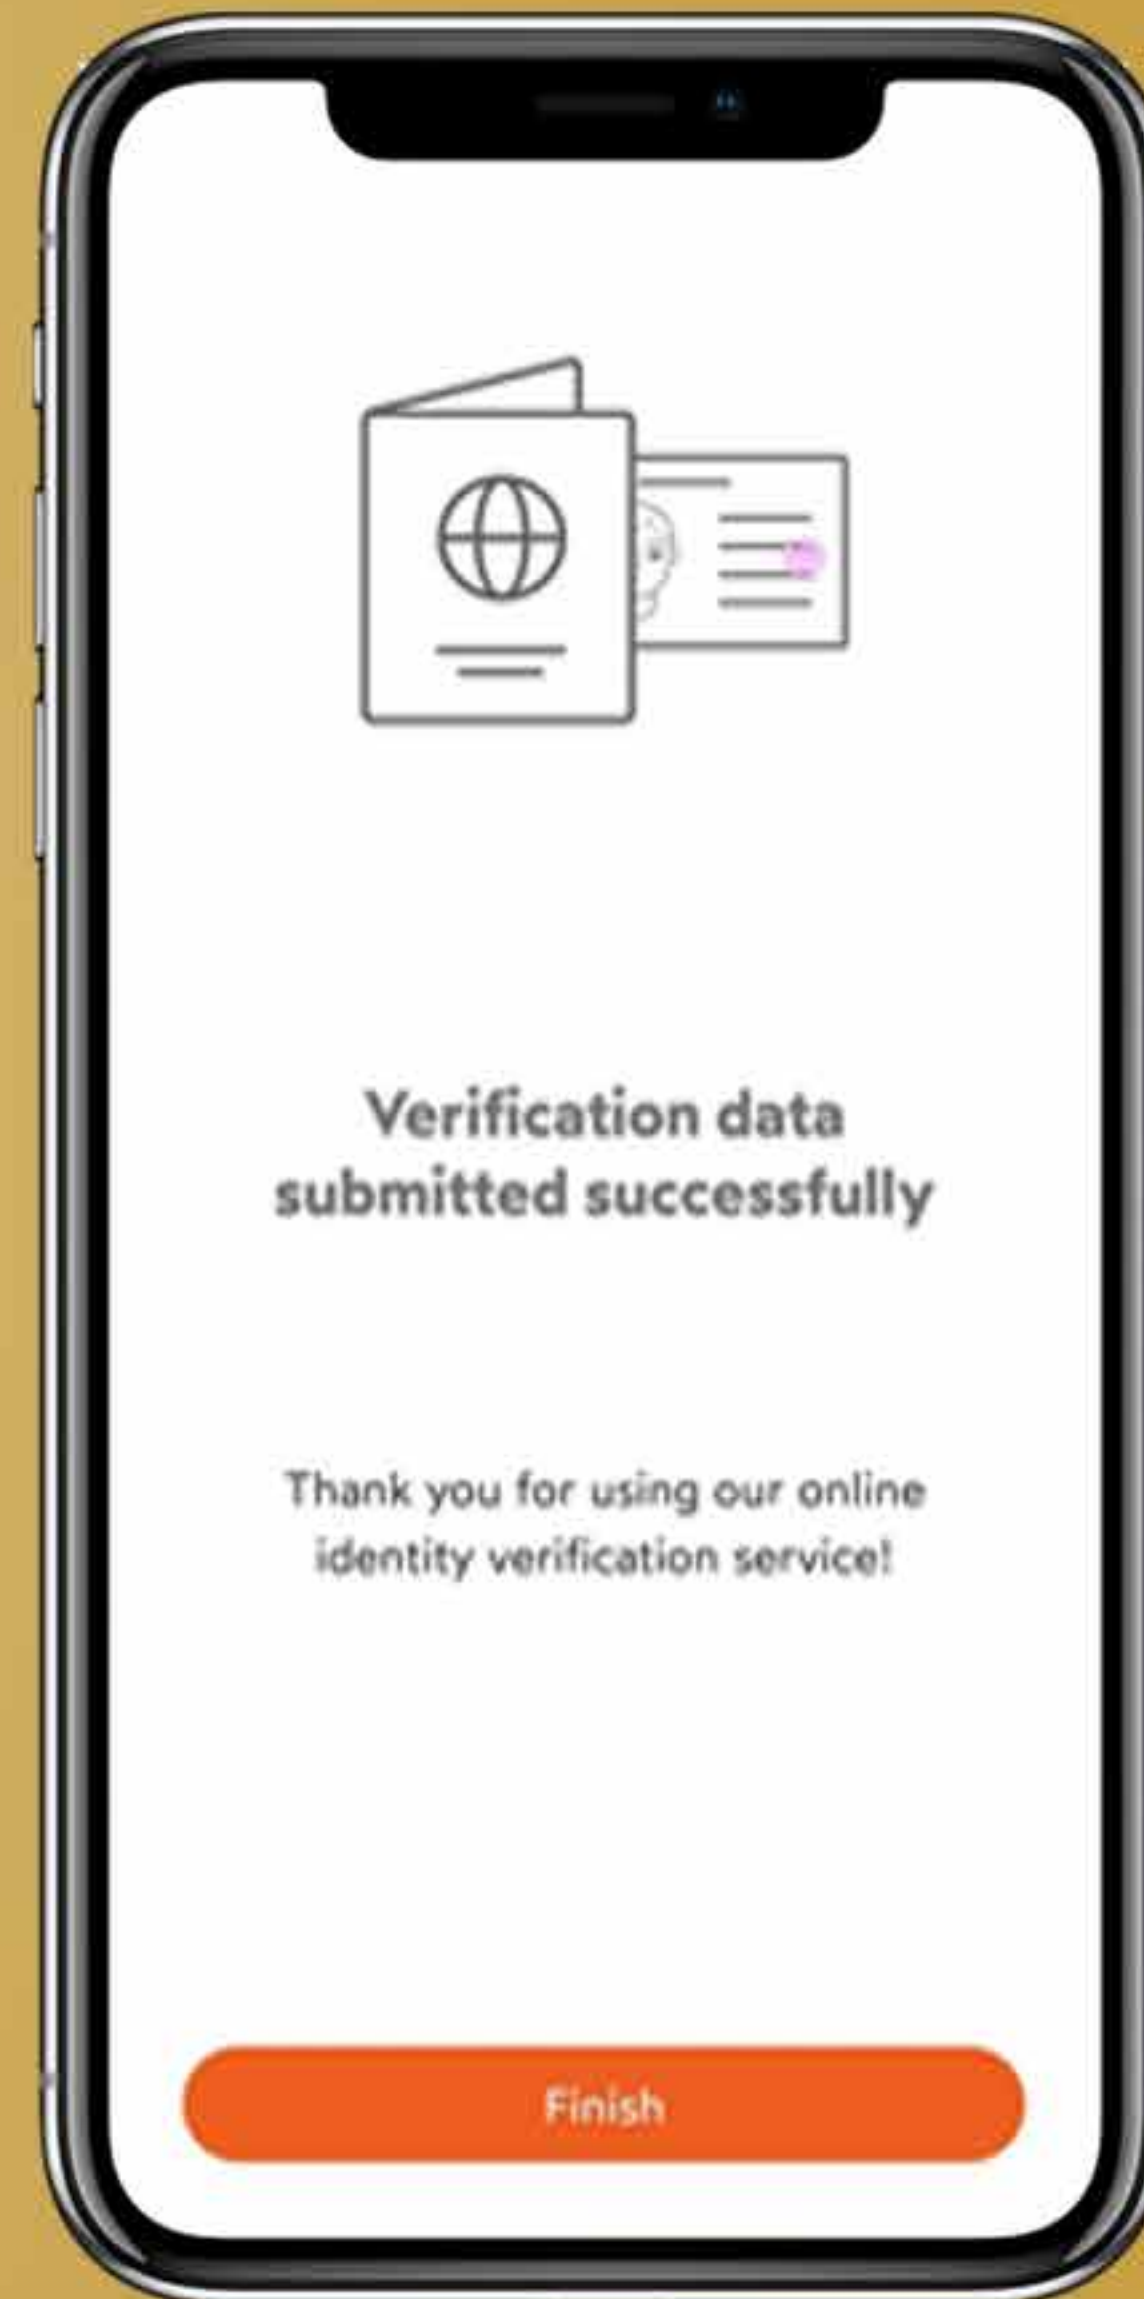 Verification data
submitted successfully
Thank you for using our online
identity verification service!
Finish